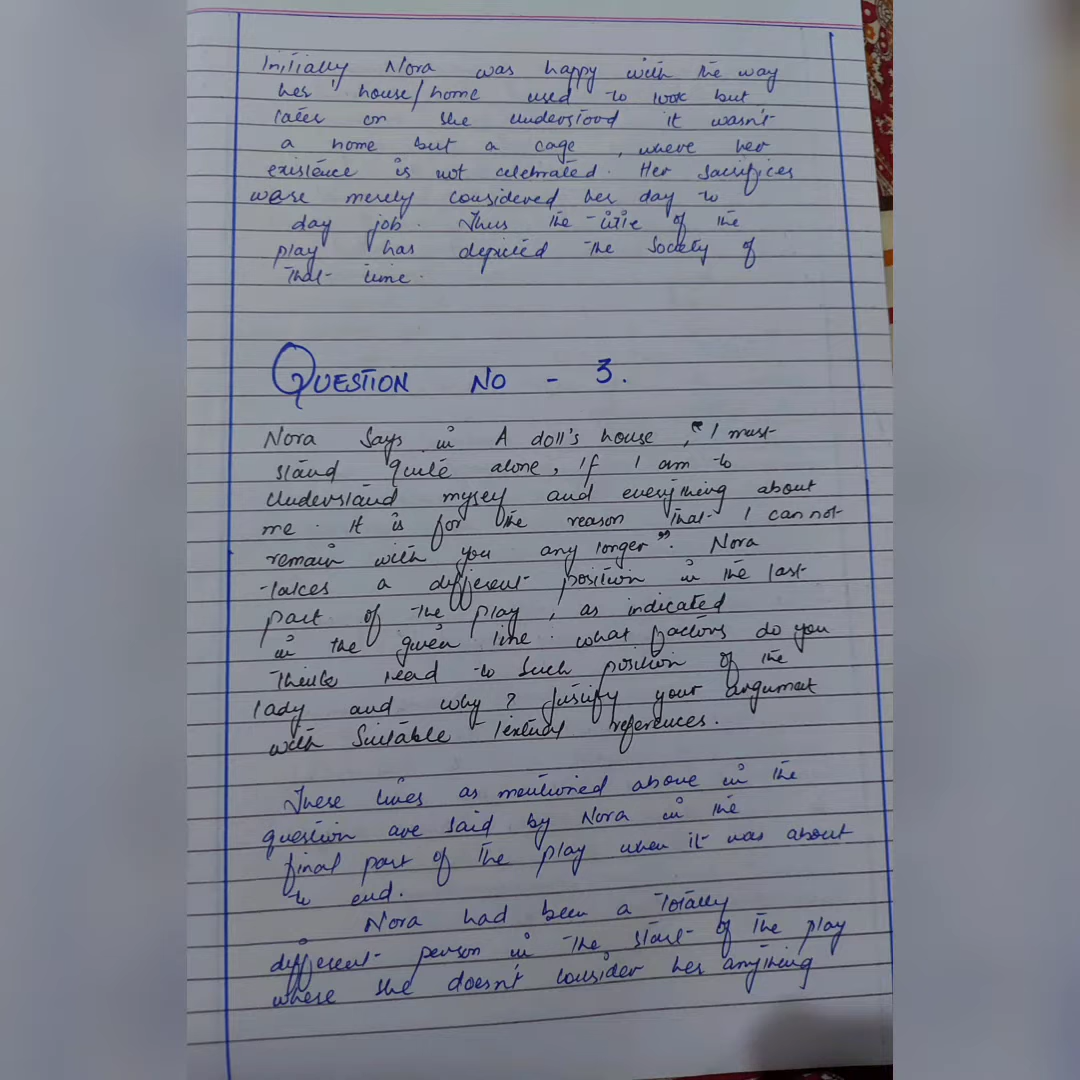 Initially Nora was happy with the way
her house/home used to look but
later on she understood it wasn't
a home but a cage, where her
existence is not celebrated. Her sacrifices
were merely considered her day to
day job. Thus the title of the
play has depicted the society of
that time.
QUESTION NO - 3.
Nora says in A doll's house, "I must
stand quite alone, if I am to
understand myself and everything about
me. It is for the reason that I cannot
remain with you any longer". Nora
takes a different position in the last
part of the play, as indicated
in the given line. what factors do you
think lead to such position of the
lady and why? Justify your argument
with suitable textual references.
These lines as mentioned above in the
question are said by Nora in the
final part of the play when it was about
to end.
Nora had been a totally
different person in the start of the play
where she doesn't consider her anything